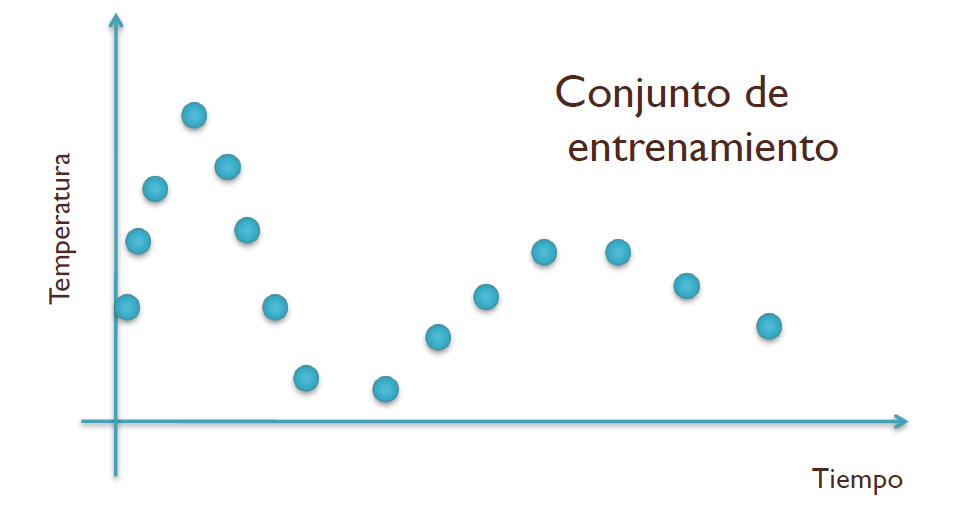 Conjunto de
entrenamiento
Temperatura
Tiempo